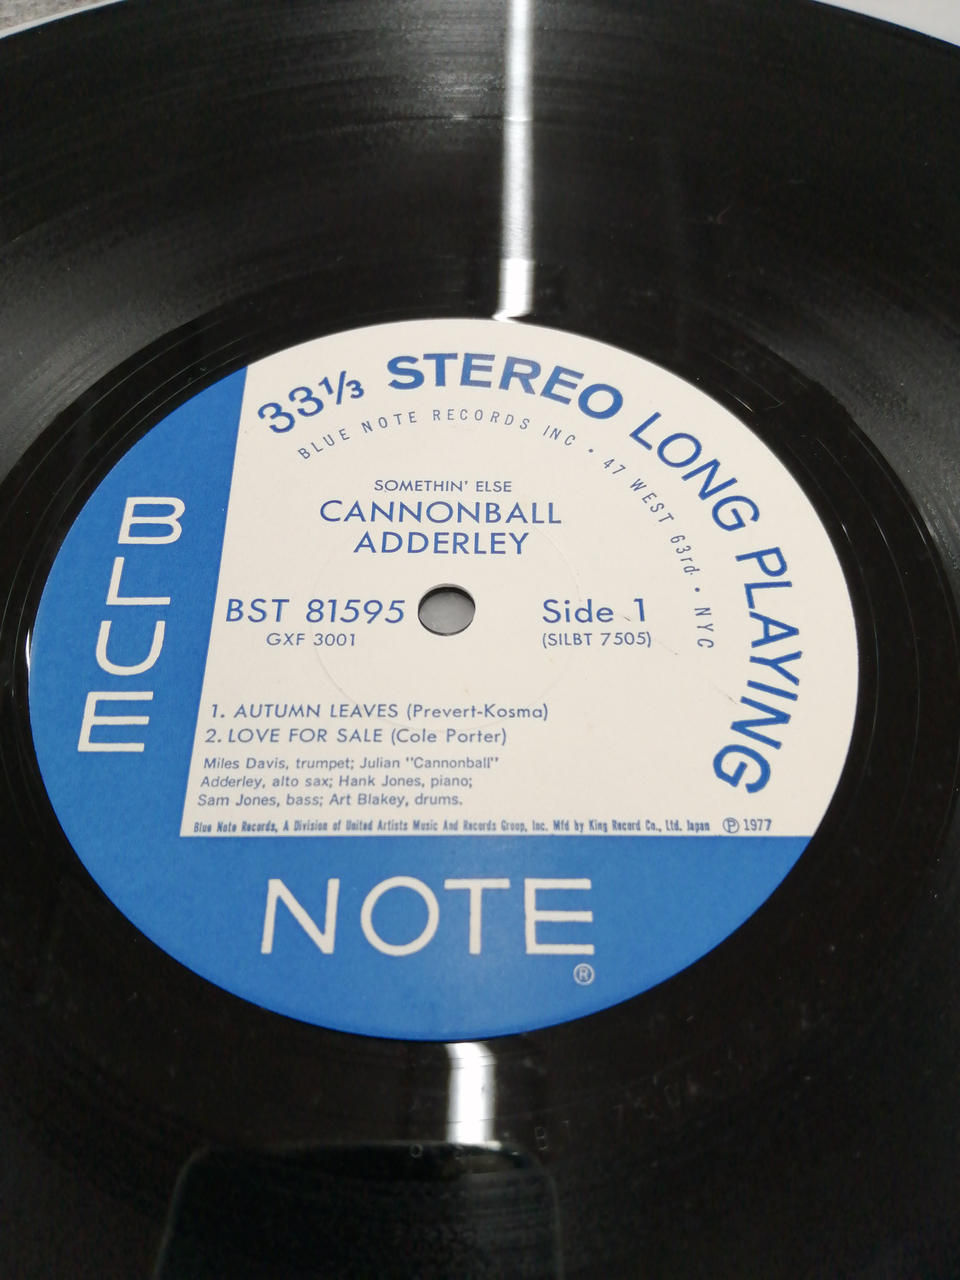 33⅓ STEREO LONG PLAYING
BLUE NOTE RECORDS INC • 47 WEST 63rd • NYC
SOMETHIN' ELSE
CANNONBALL
ADDERLEY
BST 81595 Side 1
GXF 3001 (SILBT 7505)
1. AUTUMN LEAVES (Prevert-Kosma)
2. LOVE FOR SALE (Cole Porter)
Miles Davis, trumpet; Julian "Cannonball"
Adderley, alto sax; Hank Jones, piano;
Sam Jones, bass; Art Blakey, drums.
Blue Note Records, A Division of United Artists Music And Records Group, Inc. Mfd by King Record Co., Ltd. Japan Ⓟ 1977
BLUE
NOTE
®